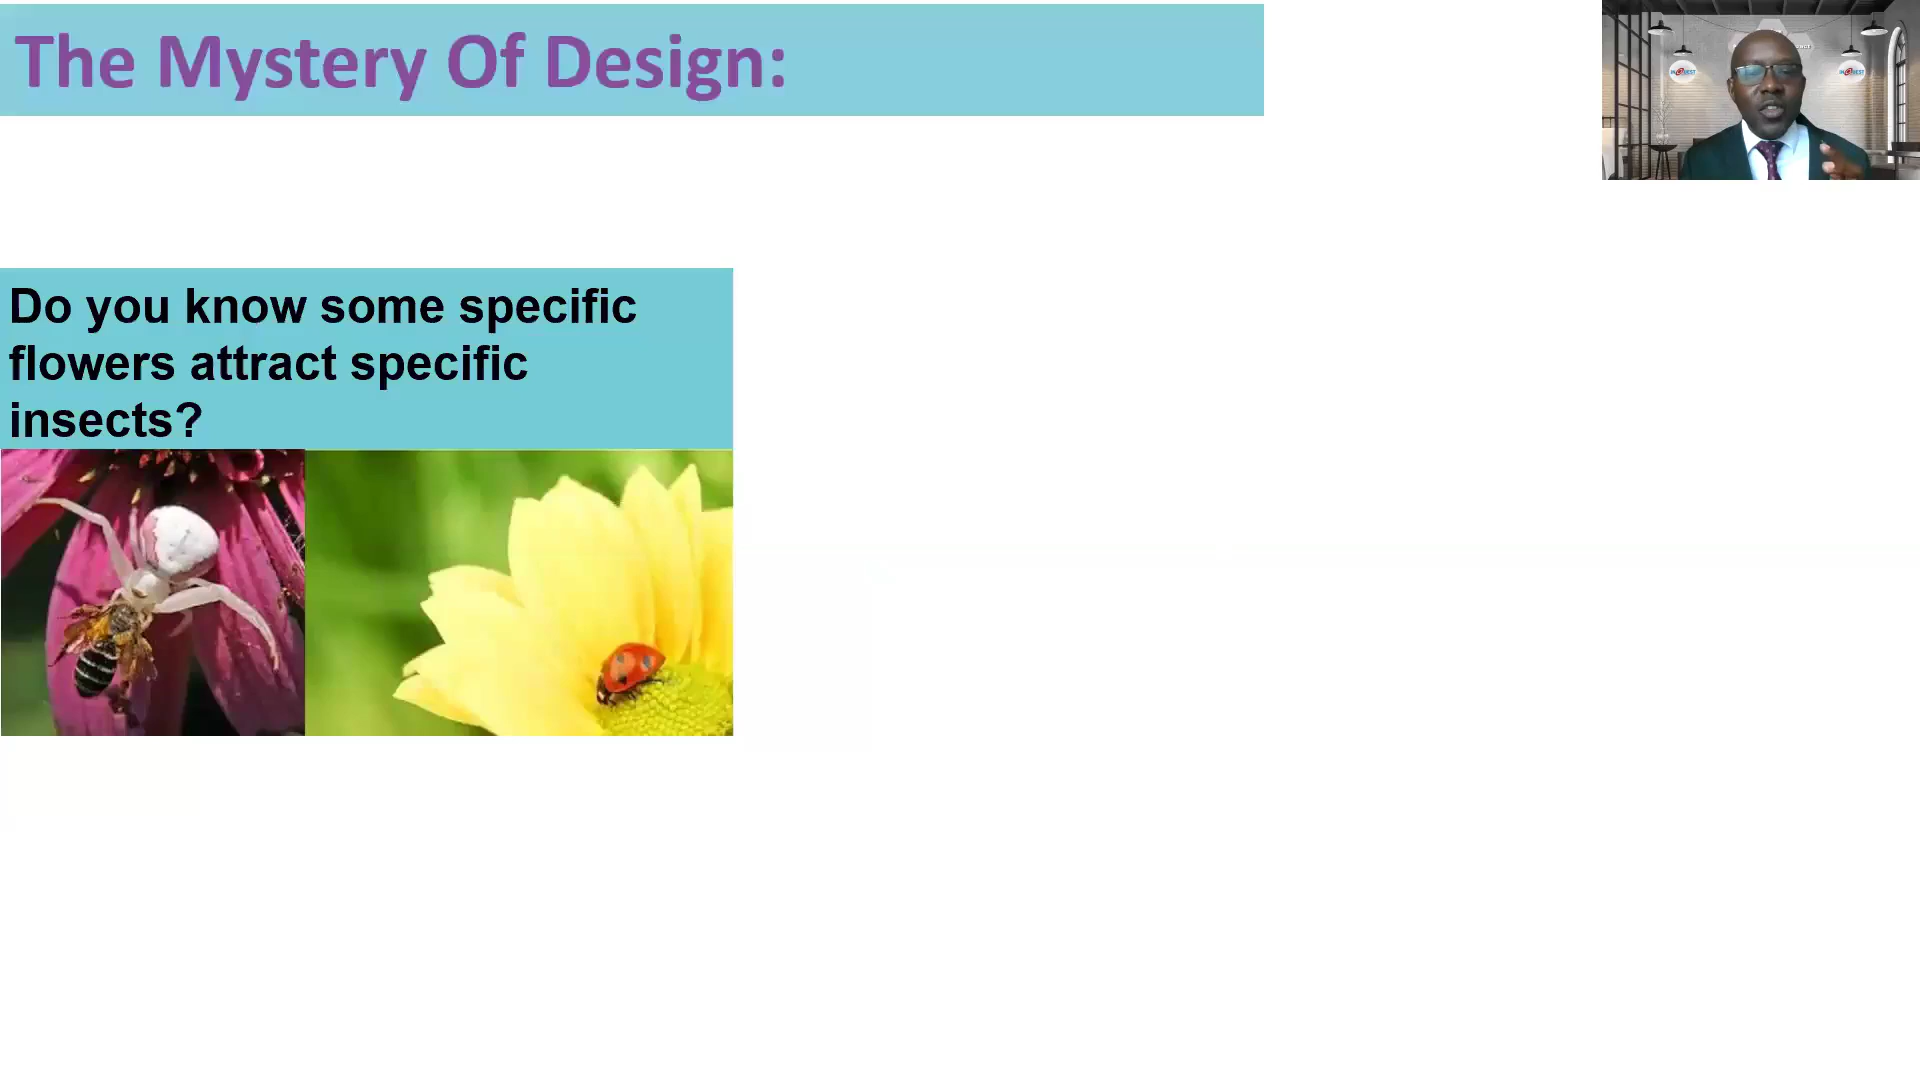 The Mystery Of Design:
Do you know some specific
flowers attract specific
insects?